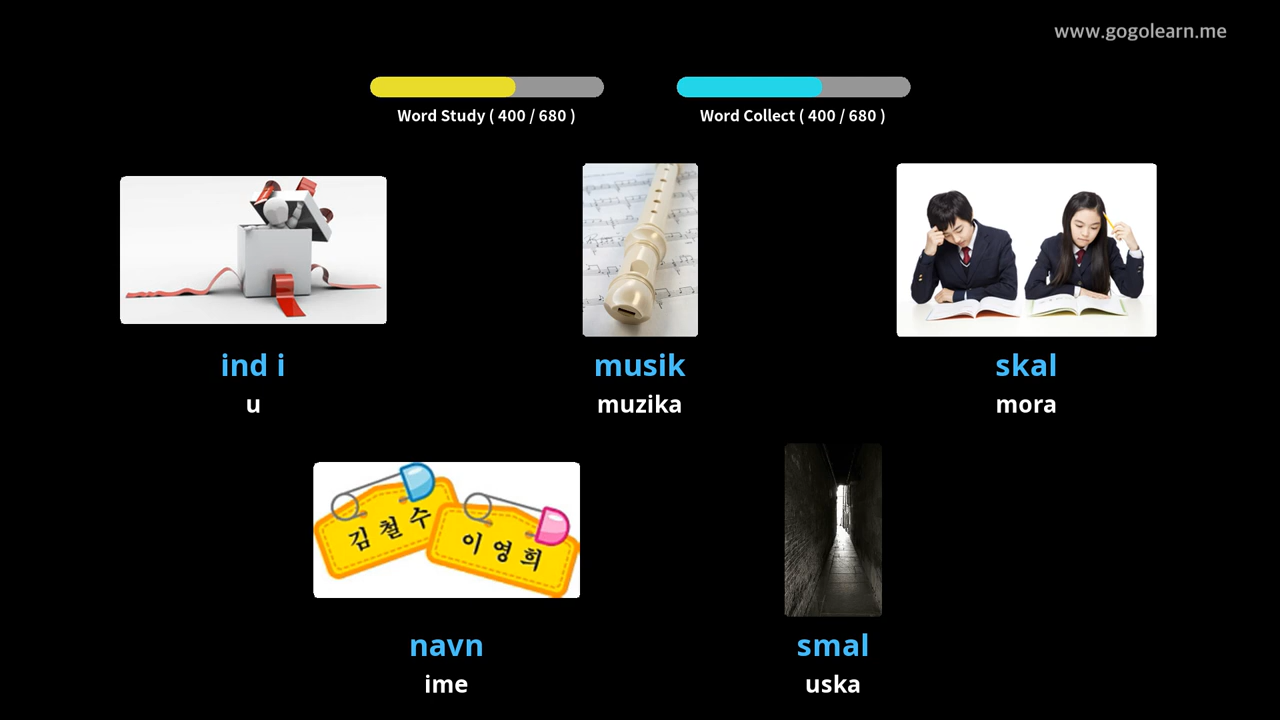 www.gogolearn.me
Word Study ( 400 / 680 )
Word Collect ( 400 / 680 )
ind i
u
musik
muzika
skal
mora
김철수
이영희
navn
ime
smal
uska